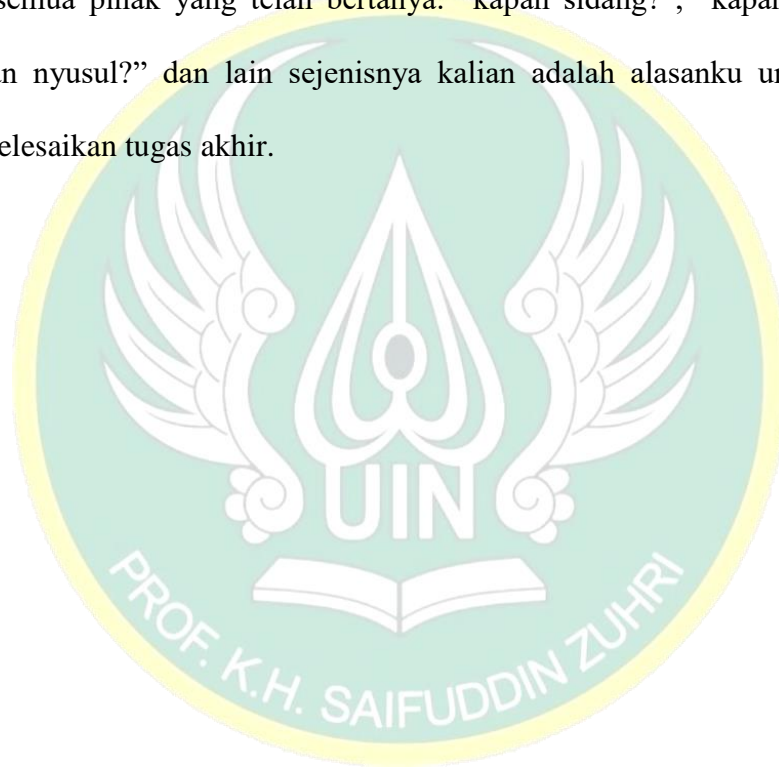 semua pihak yang telah bertanya: "kapan sidang?", "kapan
nyusul?" dan lain sejenisnya kalian adalah alasanku
elesaikan tugas akhir.
UIN
PROF. K.H. SAIFUDDIN ZUHRI